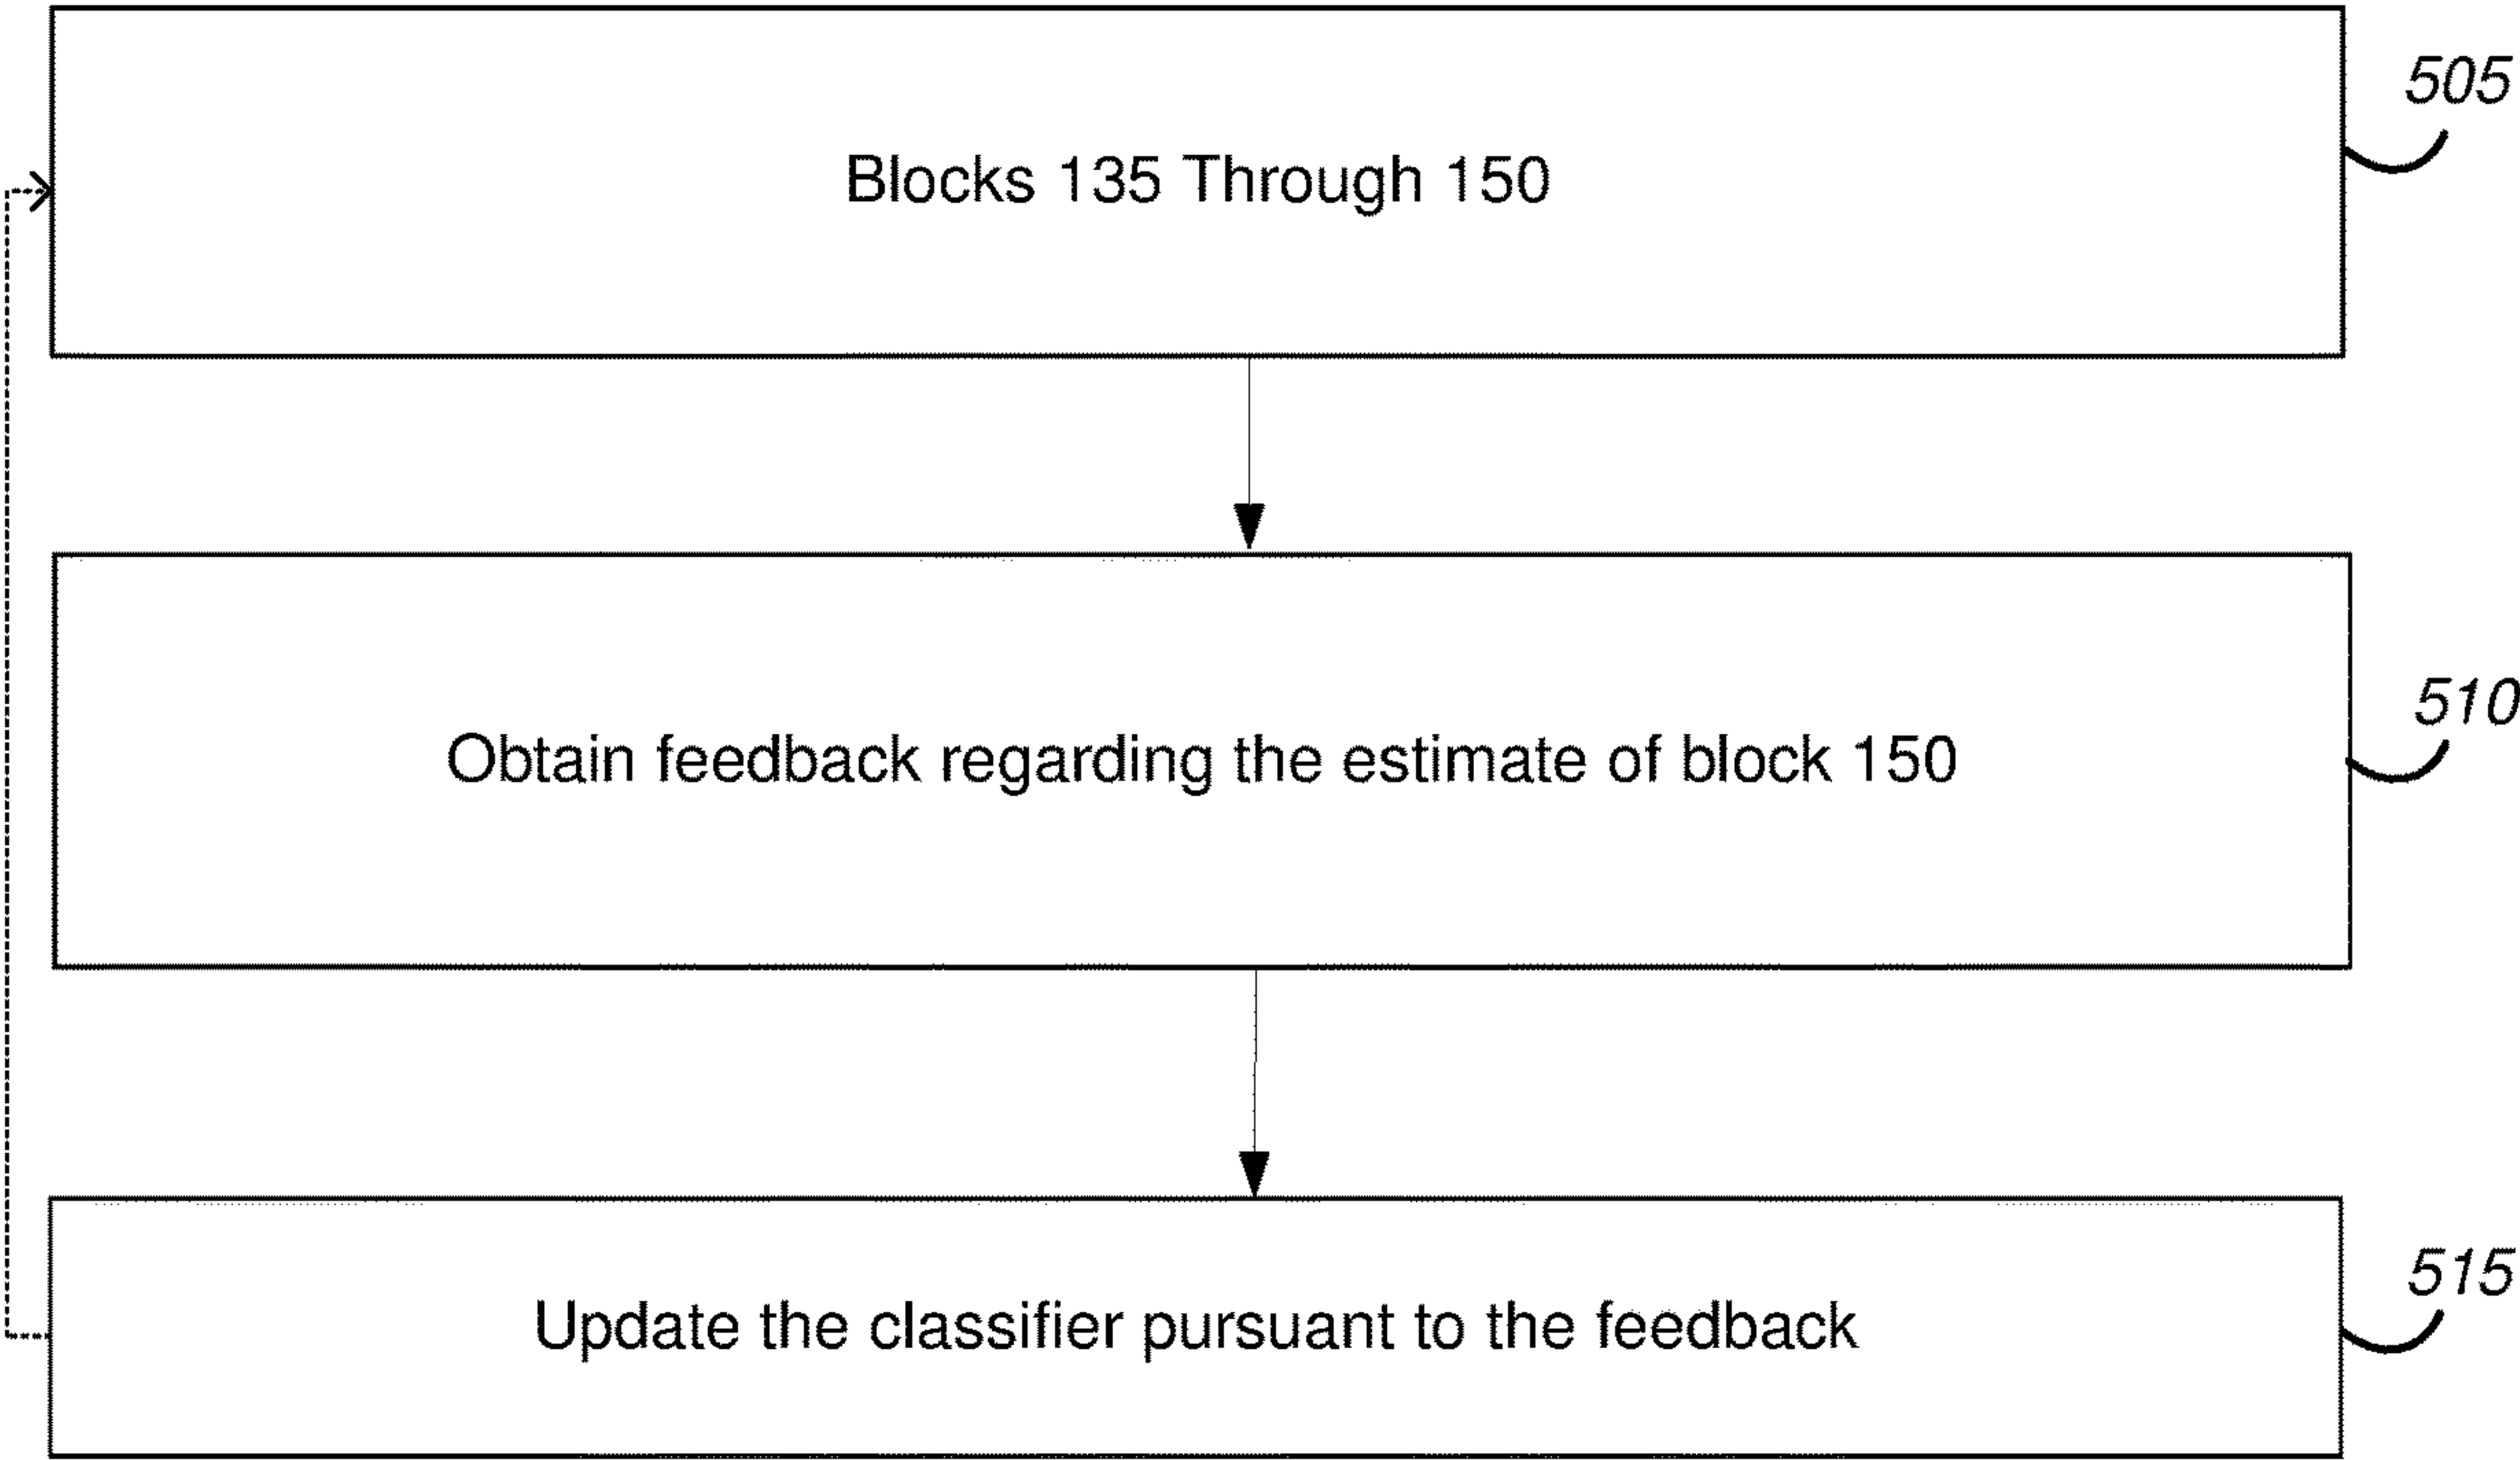 505
Blocks 135 Through 150
510
Obtain feedback regarding the estimate of block 150
515
Update the classifier pursuant to the feedback